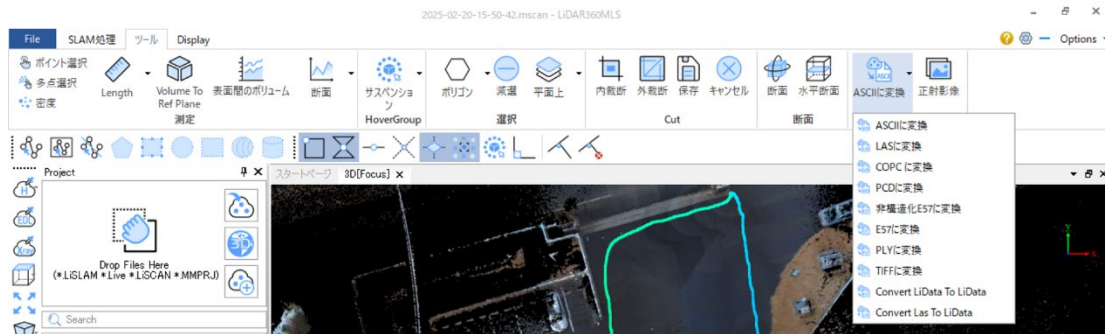 2025-02-20-15-50-42.mscan - LiDAR360MLS
File SLAM処理 ツール Display
Options
ポイント選択
多点選択
密度
Length
Volume To
Ref Plane
表面間のボリューム
測定
断面
サスペンショ
ン
HoverGroup
ポリゴン
減選
平面上
選択
内裁断
外裁断
保存
キャンセル
Cut
断面
水平断面
断面
ASCIIに変換
正射影像
ASCIIに変換
LASに変換
COPC に変換
PCDに変換
非構造化E57に変換
E57に変換
PLYに変換
TIFFに変換
Convert LiData To LiData
Convert Las To LiData
Project
スタートページ 3D[Focus]
H
EDL
Xray
3D
Drop Files Here
(*.LiSLAM *.Live *.LiSCAN *.MMPRJ)
Search